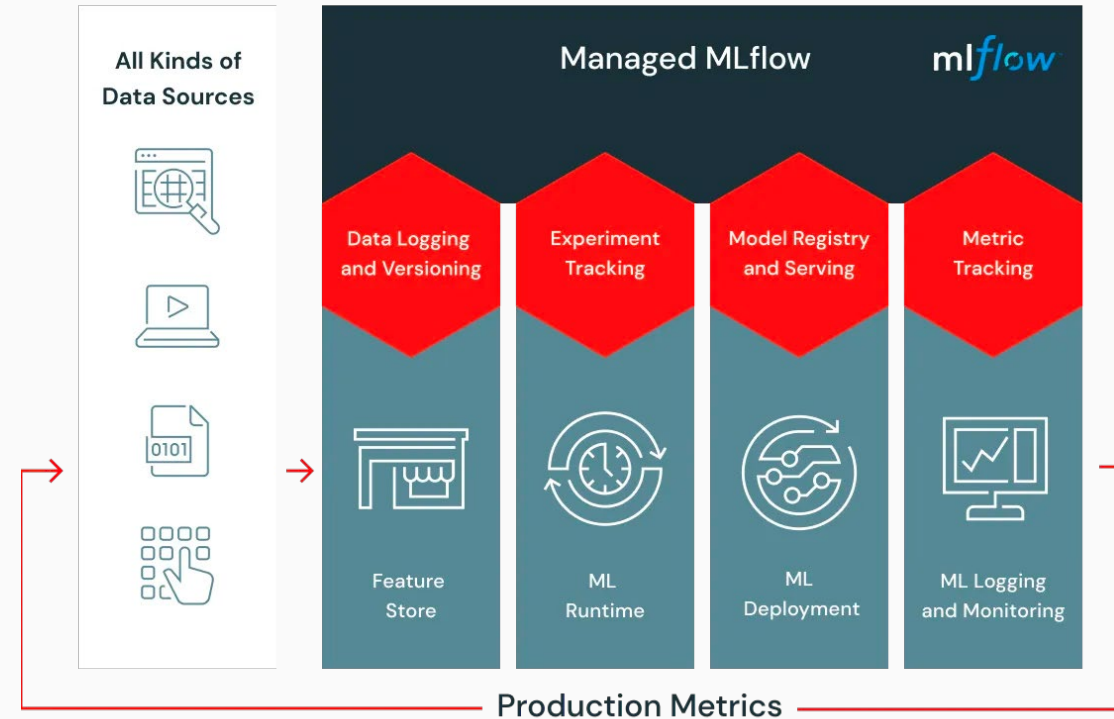 All Kinds of
Data Sources
0101
Managed MLflow
mlflow
Data Logging
and Versioning
Experiment
Tracking
Model Registry
and Serving
Metric
Tracking
Feature
Store
ML
Runtime
ML
Deployment
ML Logging
and Monitoring
Production Metrics